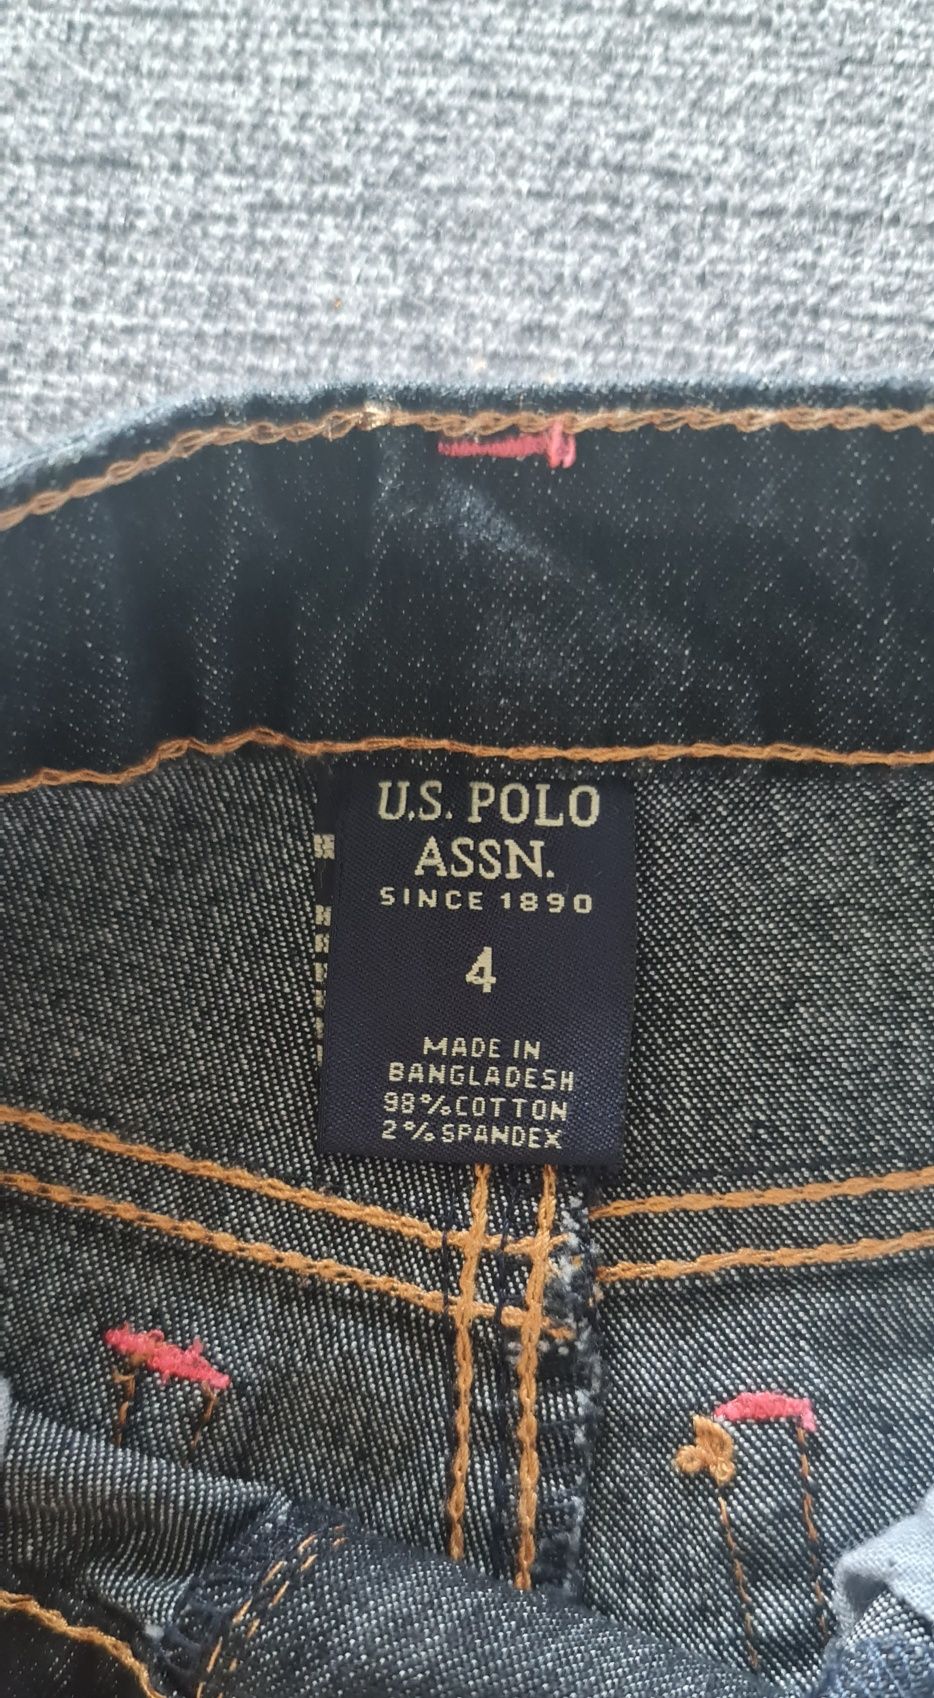 U.S. POLO
ASSN.
SINCE 1890
4
MADE IN
BANGLADESH
98%COTTON
2%SPANDEX